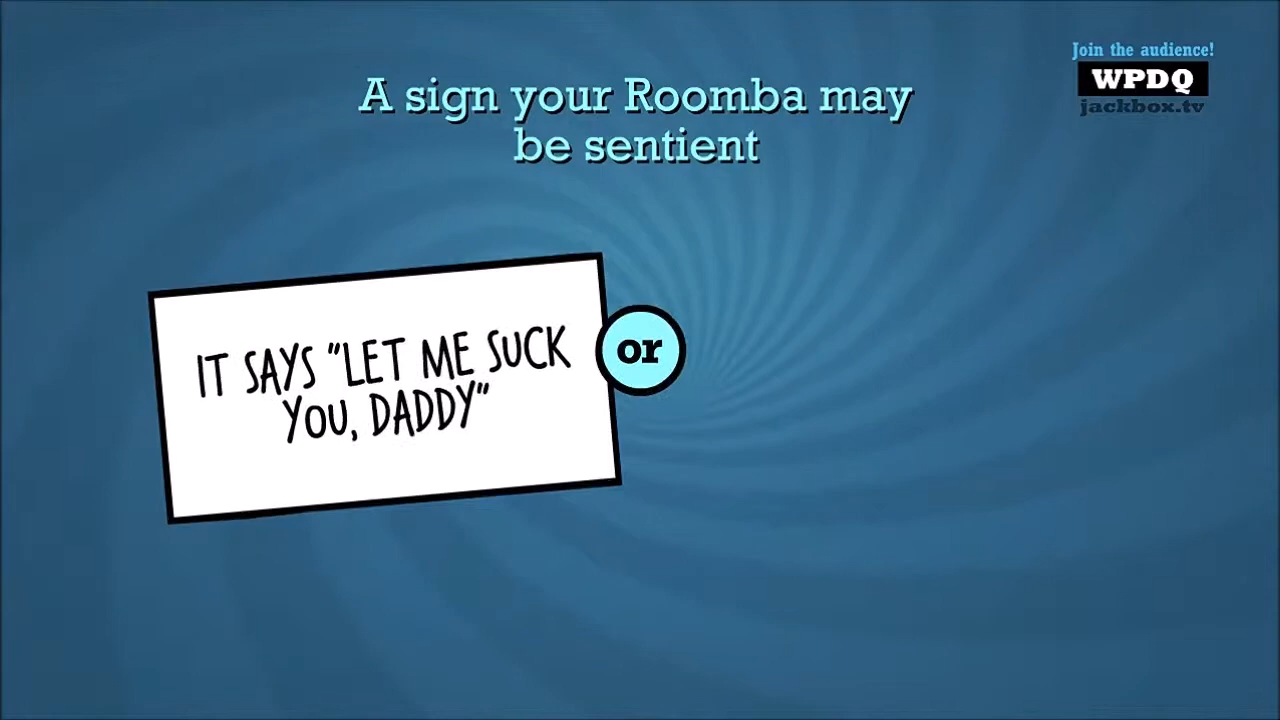 Join the audience!
WPDQ
jackbox.tv
A sign your Roomba may
be sentient
IT SAYS "LET ME SUCK
YOU, DADDY"
or